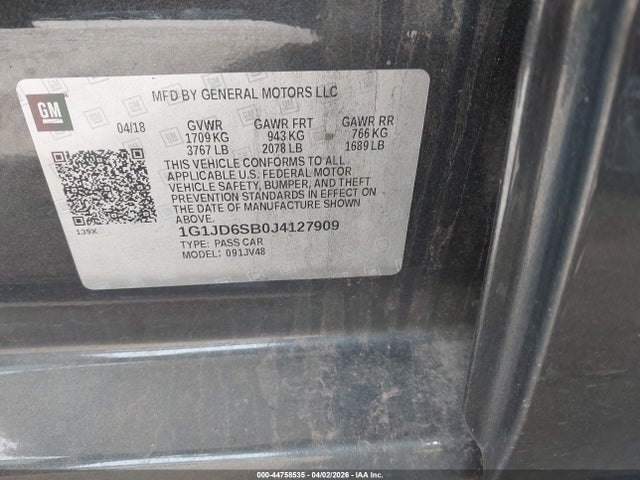 GM
MFD BY GENERAL MOTORS LLC
04/18
GVWR GAWR FRT GAWR RR
1709 KG 943 KG 766 KG
3767 LB 2078 LB 1689 LB
THIS VEHICLE CONFORMS TO ALL
APPLICABLE U.S. FEDERAL MOTOR
VEHICLE SAFETY, BUMPER, AND THEFT
PREVENTION STANDARDS IN EFFECT ON
THE DATE OF MANUFACTURE SHOWN
ABOVE.
139X
1G1JD6SB0J4127909
TYPE: PASS CAR
MODEL: 091JV48
000-44758535 - 04/02/2026 - IAA Inc.